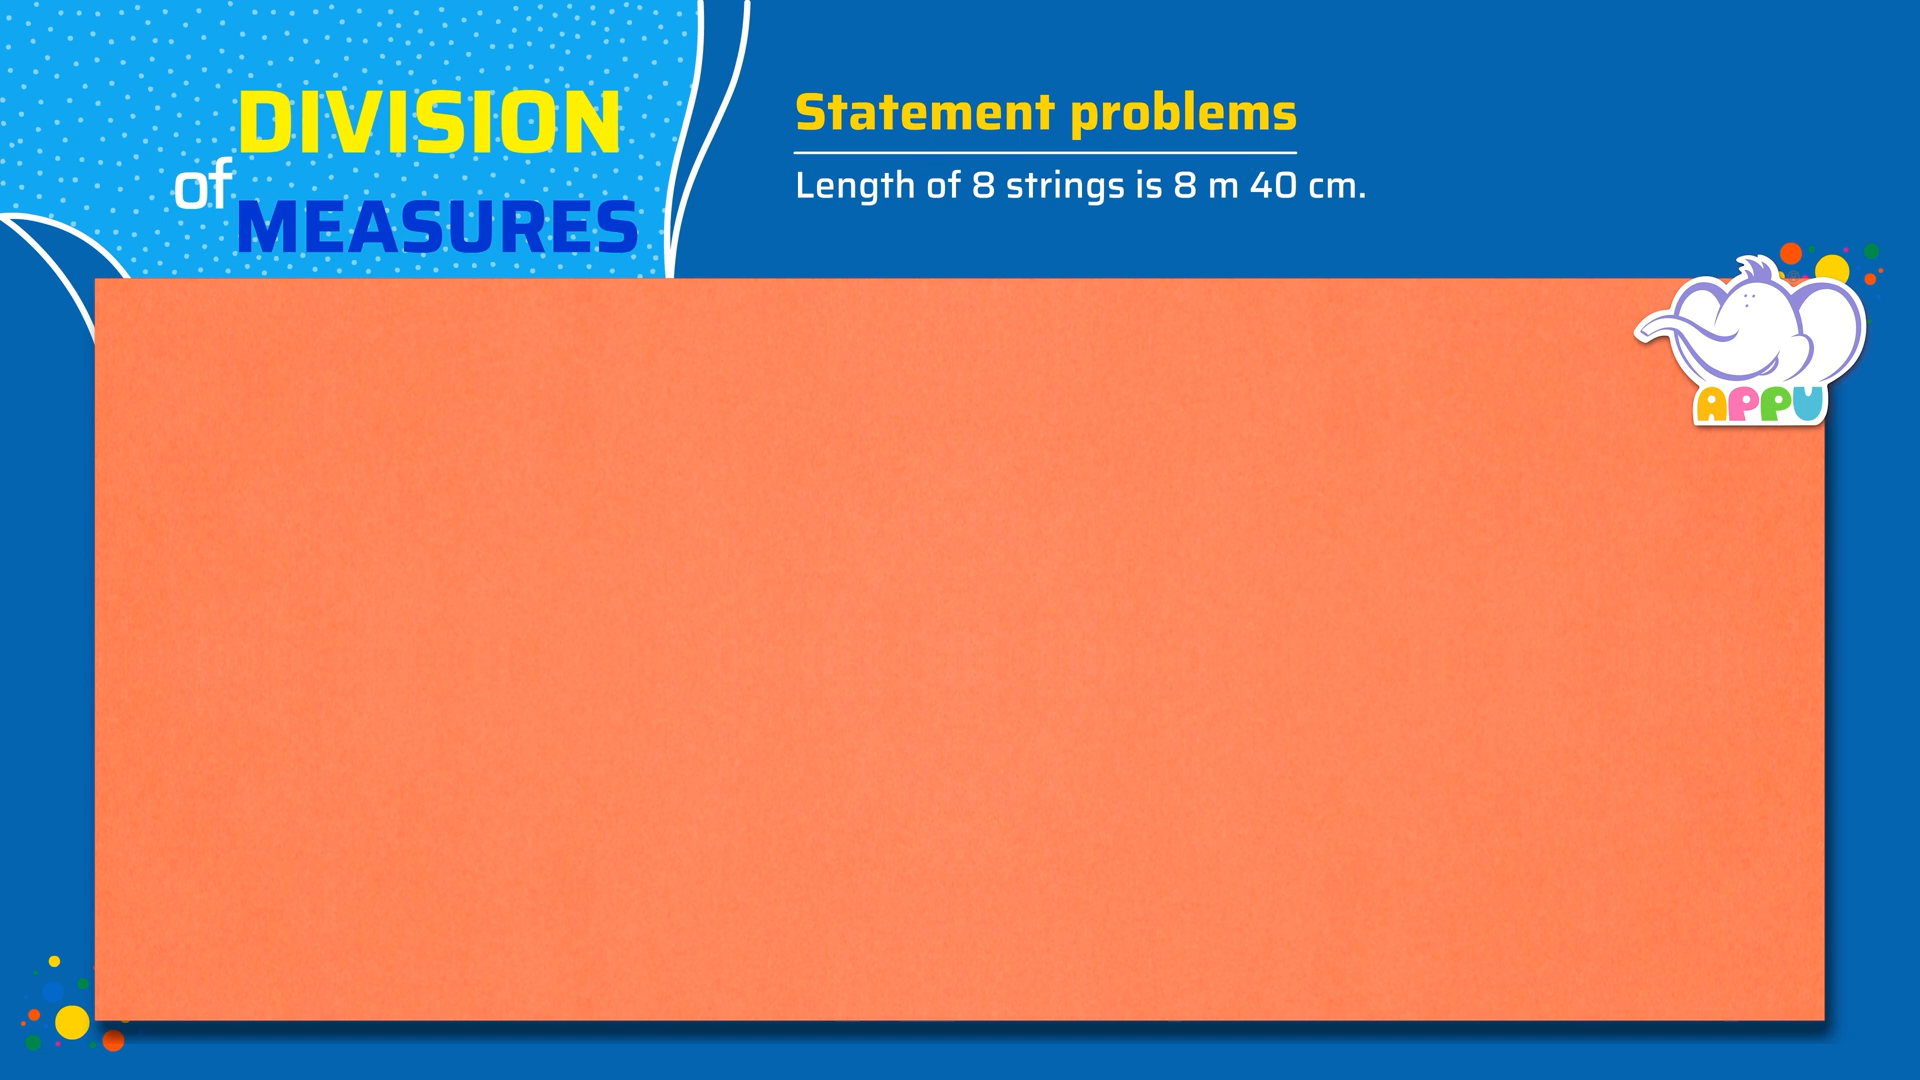 DIVISION
of
MEASURES
Statement problems
Length of 8 strings is 8 m 40 cm.
APPU